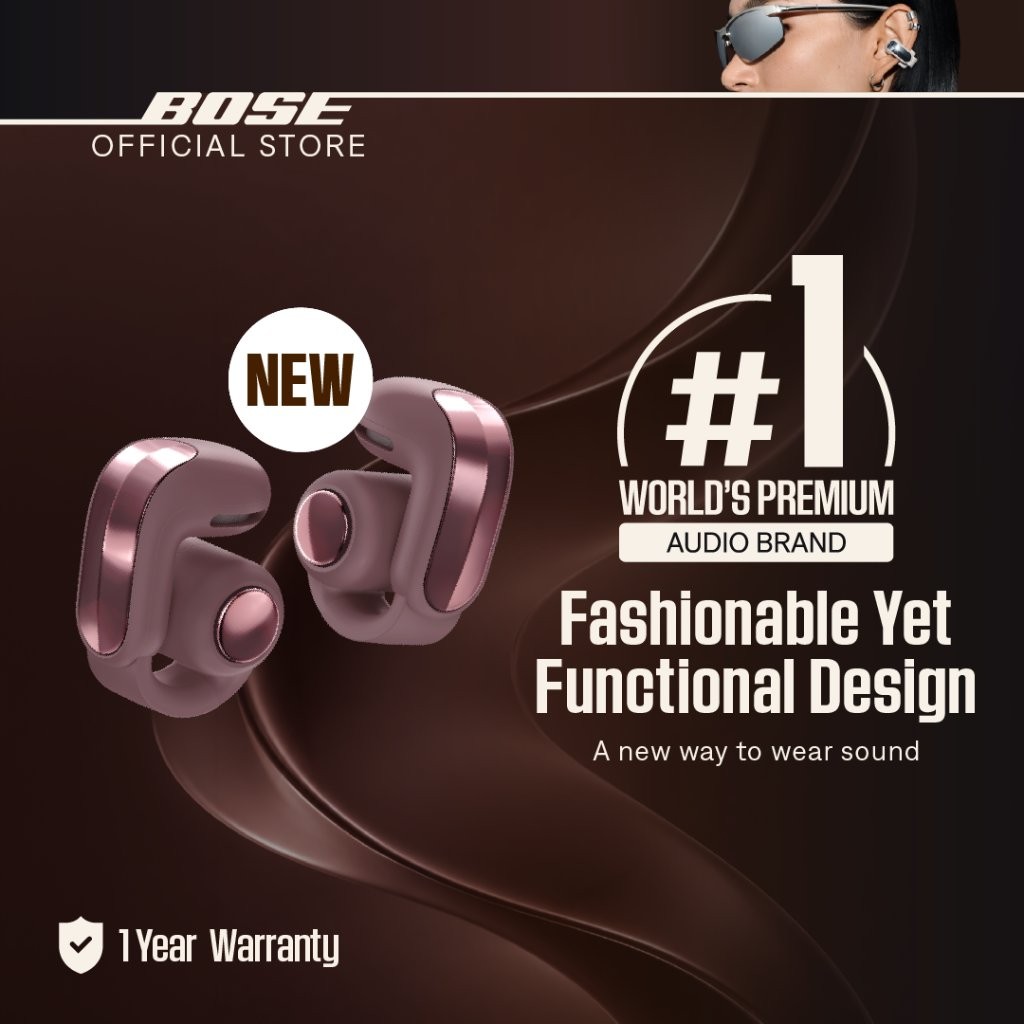 BOSE
OFFICIAL STORE
NEW
#1
WORLD'S PREMIUM
AUDIO BRAND
Fashionable Yet
Functional Design
A new way to wear sound
1 Year Warranty